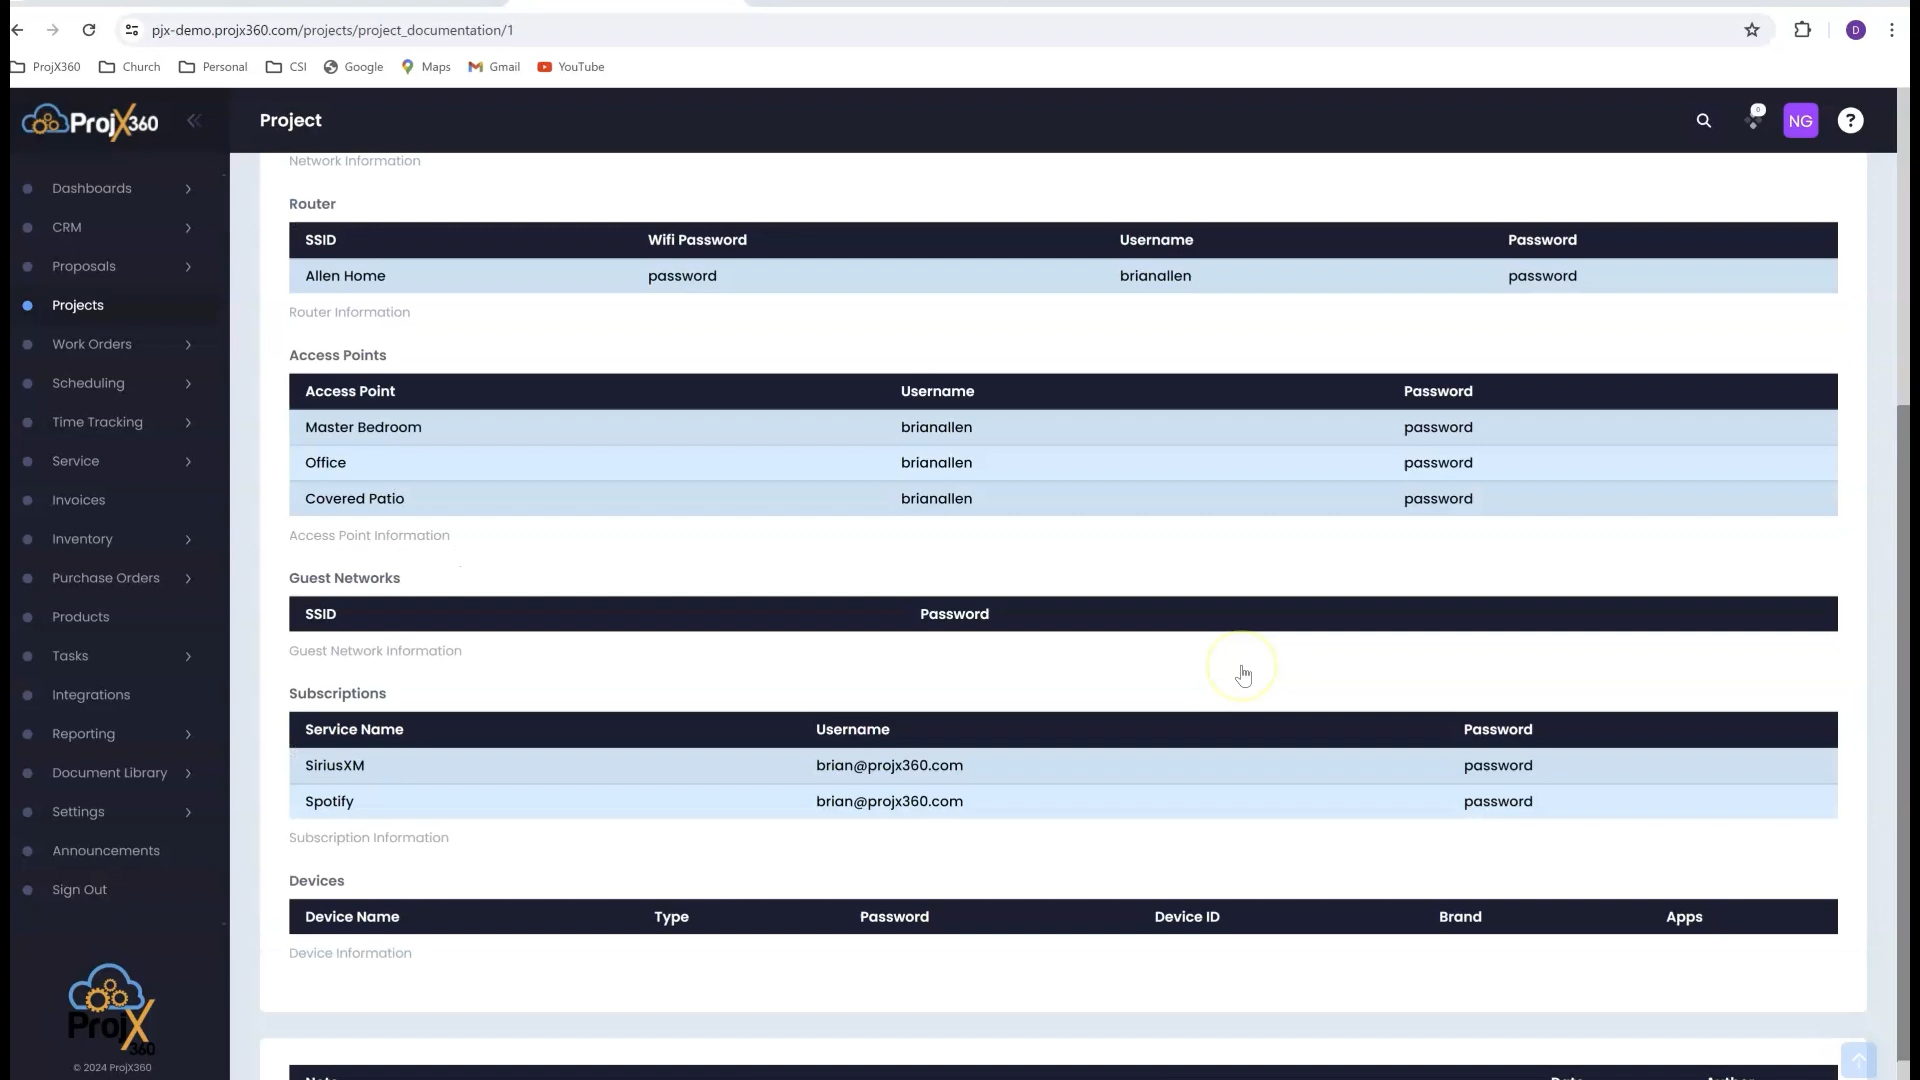 pjx-demo.projx360.com/projects/project_documentation/1
D
ProjX360 Church Personal CSI Google Maps Gmail YouTube
ProjX360
Project
0
NG
?
Dashboards
CRM
Proposals
Projects
Work Orders
Scheduling
Time Tracking
Service
Invoices
Inventory
Purchase Orders
Products
Tasks
Integrations
Reporting
Document Library
Settings
Announcements
Sign Out
ProjX
360
© 2024 ProjX360
Network Information
Router
SSID Wifi Password Username Password
Allen Home password brianallen password
Router Information
Access Points
Access Point Username Password
Master Bedroom brianallen password
Office brianallen password
Covered Patio brianallen password
Access Point Information
Guest Networks
SSID Password
Guest Network Information
Subscriptions
Service Name Username Password
SiriusXM brian@projx360.com password
Spotify brian@projx360.com password
Subscription Information
Devices
Device Name Type Password Device ID Brand Apps
Device Information